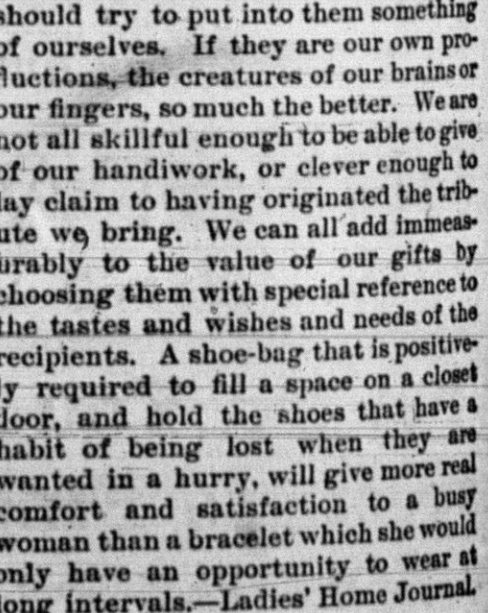 should try to put into them something
of ourselves. If they are our own pro-
ductions, the creatures of our brains or
our fingers, so much the better. We are
not all skillful enough to be able to give
of our handiwork, or clever enough to
lay claim to having originated the trib-
ute we bring. We can all add immeas-
urably to the value of our gifts by
choosing them with special reference to
the tastes and wishes and needs of the
recipients. A shoe-bag that is positive-
ly required to fill a space on a closet
door, and hold the shoes that have a
habit of being lost when they are
wanted in a hurry, will give more real
comfort and satisfaction to a busy
woman than a bracelet which she would
only have an opportunity to wear at
long intervals.—Ladies' Home Journal.